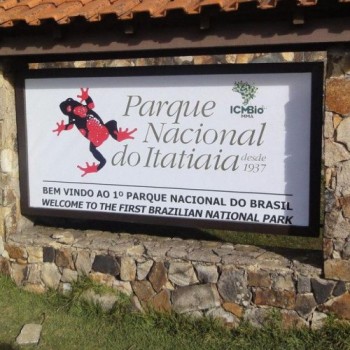 ICMBio
MMA
Parque
Nacional
do Itatiaia desde
1937
BEM VINDO AO 1º PARQUE NACIONAL DO BRASIL
WELCOME TO THE FIRST BRAZILIAN NATIONAL PARK